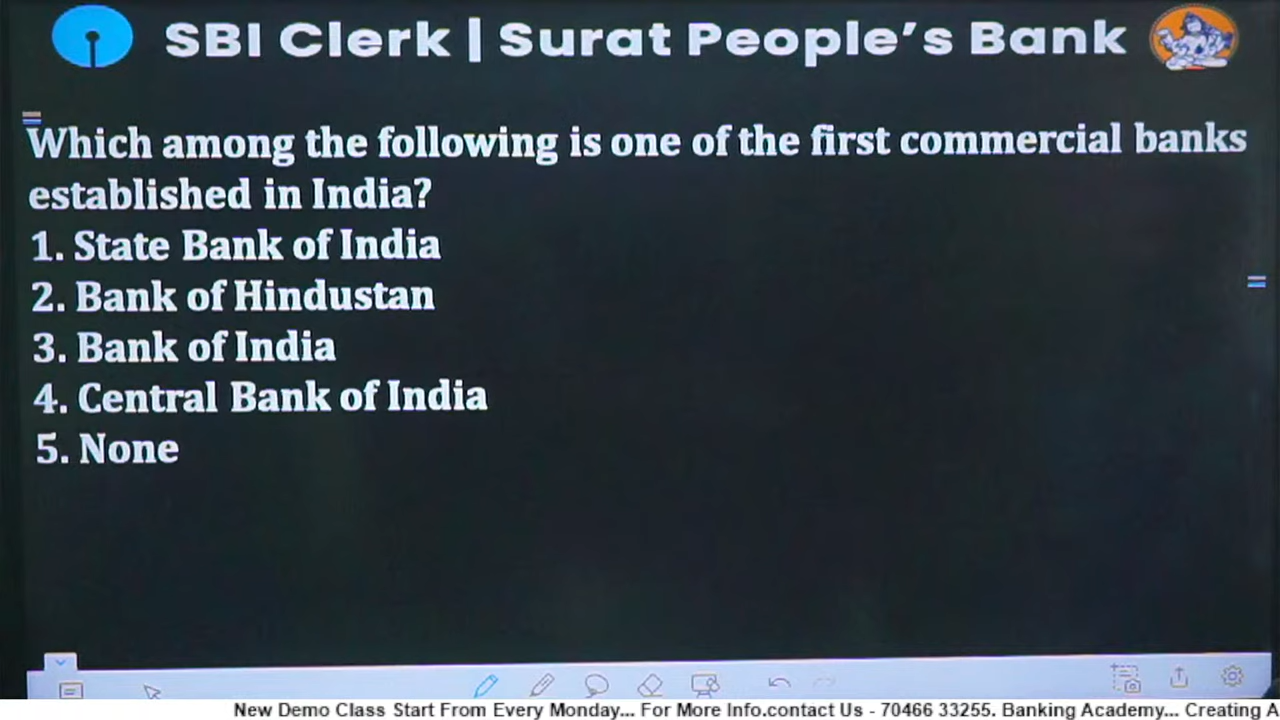 SBI Clerk | Surat People's Bank
Which among the following is one of the first commercial banks
established in India?
1. State Bank of India
2. Bank of Hindustan
3. Bank of India
4. Central Bank of India
5. None
New Demo Class Start From Every Monday... For More Info.contact Us - 70466 33255. Banking Academy... Creating A